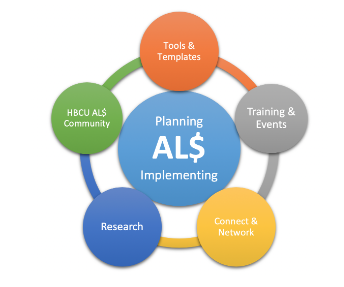 Tools &
Templates
HBCU AL$
Community
Planning
AL$
Implementing
Training &
Events
Research
Connect &
Network